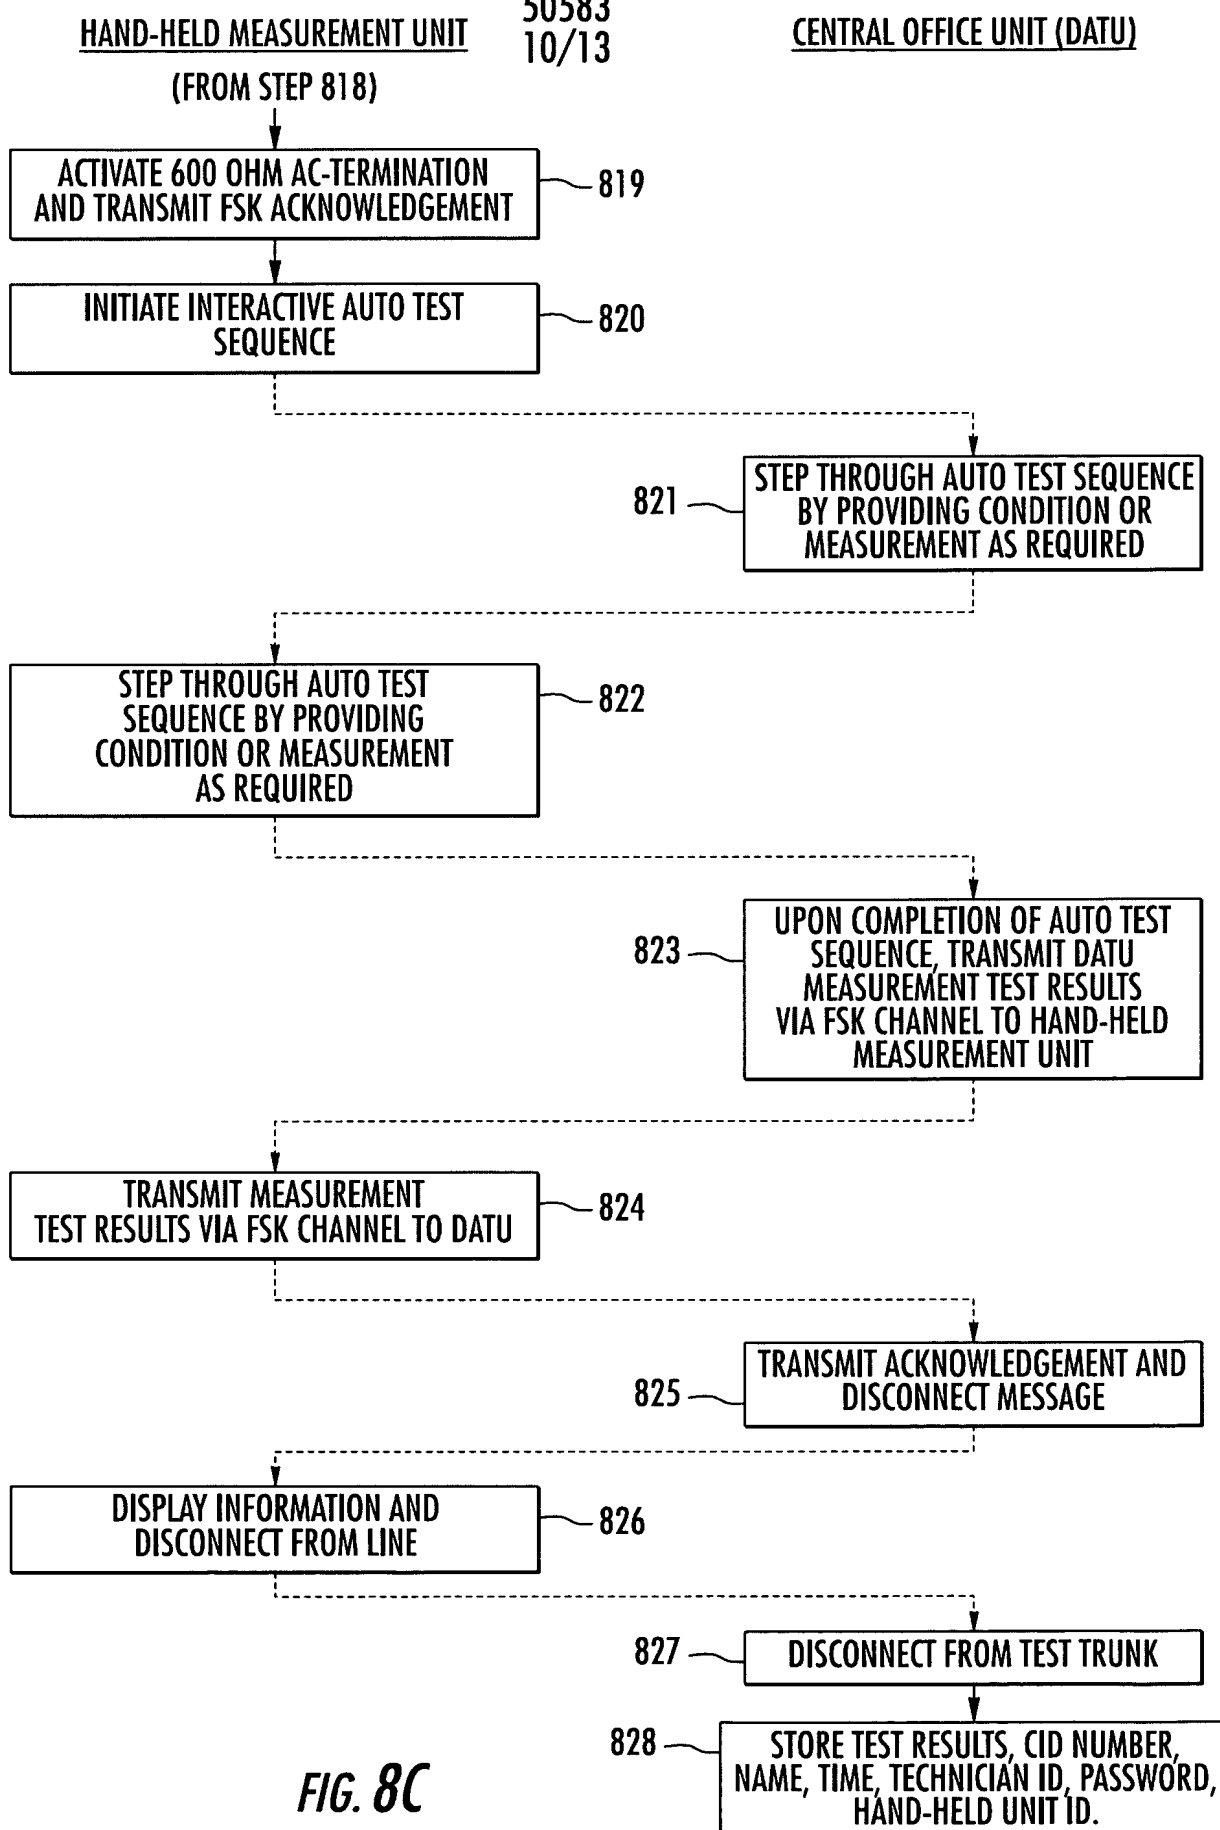 50583
HAND-HELD MEASUREMENT UNIT
10/13
CENTRAL OFFICE UNIT (DATU)
(FROM STEP 818)
ACTIVATE 600 OHM AC-TERMINATION
AND TRANSMIT FSK ACKNOWLEDGEMENT
819
INITIATE INTERACTIVE AUTO TEST
SEQUENCE
820
821
STEP THROUGH AUTO TEST SEQUENCE
BY PROVIDING CONDITION OR
MEASUREMENT AS REQUIRED
STEP THROUGH AUTO TEST
SEQUENCE BY PROVIDING
CONDITION OR MEASUREMENT
AS REQUIRED
822
823
UPON COMPLETION OF AUTO TEST
SEQUENCE, TRANSMIT DATU
MEASUREMENT TEST RESULTS
VIA FSK CHANNEL TO HAND-HELD
MEASUREMENT UNIT
TRANSMIT MEASUREMENT
TEST RESULTS VIA FSK CHANNEL TO DATU
824
825
TRANSMIT ACKNOWLEDGEMENT AND
DISCONNECT MESSAGE
DISPLAY INFORMATION AND
DISCONNECT FROM LINE
826
827
DISCONNECT FROM TEST TRUNK
828
STORE TEST RESULTS, CID NUMBER,
NAME, TIME, TECHNICIAN ID, PASSWORD,
HAND-HELD UNIT ID.
FIG. 8C